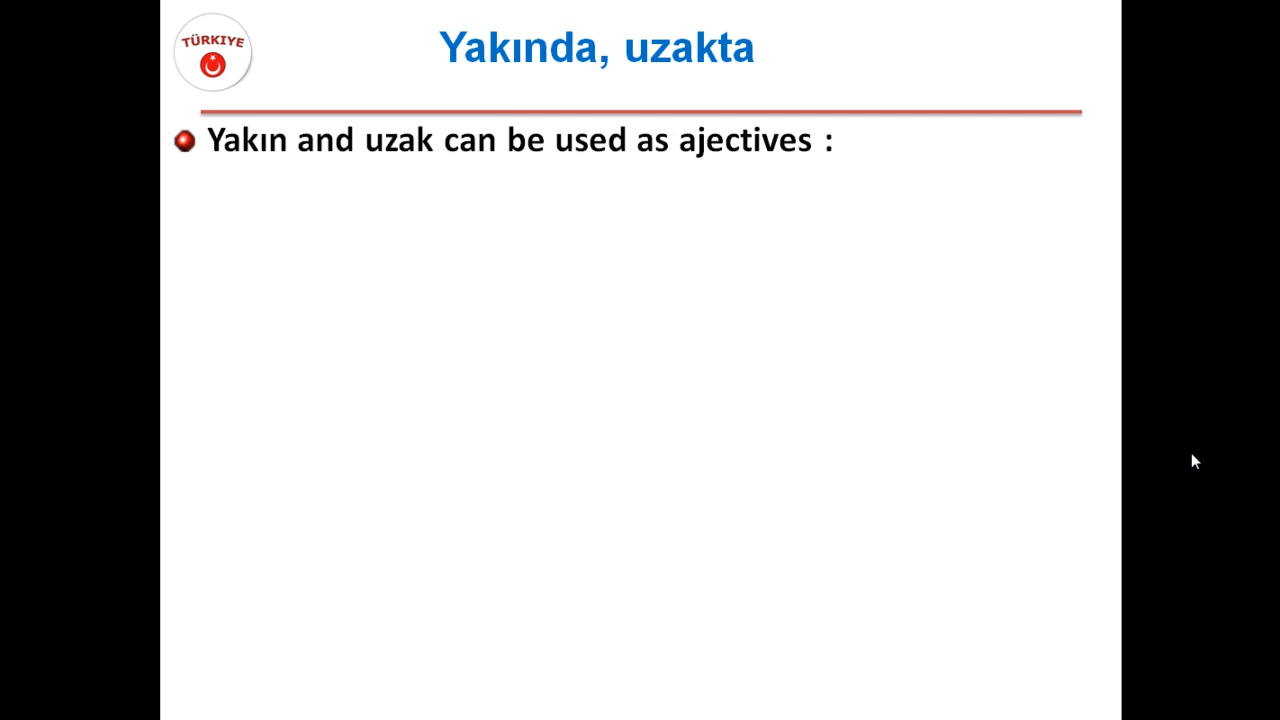 TÜRKIYE
Yakında, uzakta
Yakın and uzak can be used as ajectives :